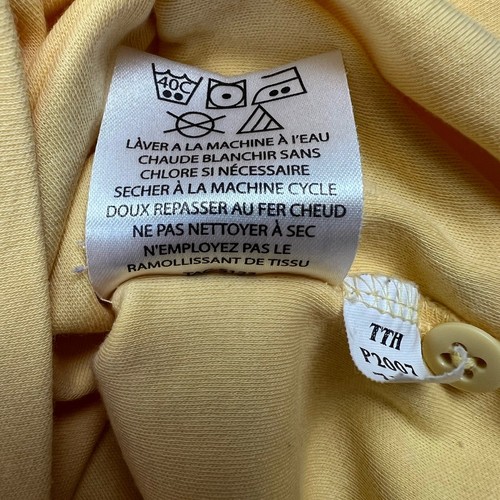 40C
LÀVER A LA MACHINE À I'EAU
CHAUDE BLANCHIR SANS
CHLORE SI NÉCESSAIRE
SECHER À LA MACHINE CYCLE
DOUX REPASSER AU FER CHEUD
NE PAS NETTOYER À SEC
N'EMPLOYEZ PAS LE
RAMOLLISSANT DE TISSU
TTH
P2007